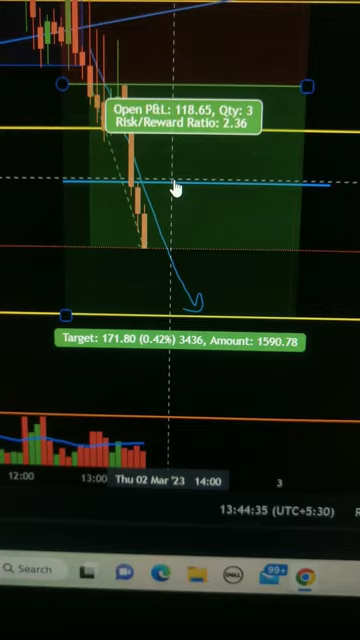 Open P&L: 118.65, Qty: 3
Risk/Reward Ratio: 2.36
Target: 171.80 (0.42%) 3436, Amount: 1590.78
12:00
13:00
Thu 02 Mar '23 14:00
3
13:44:35 (UTC+5:30)
Search
DELL
99+